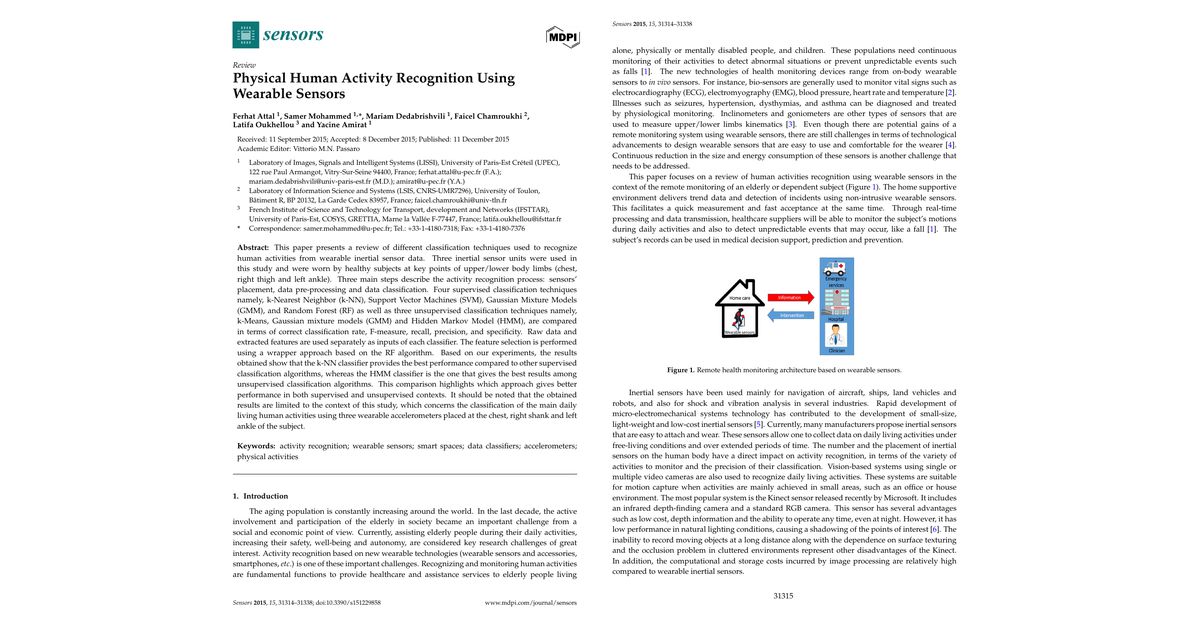 sensors
MDPI
Review
Physical Human Activity Recognition Using
Wearable Sensors
Ferhat Attal 1, Samer Mohammed 1,*, Mariam Dedabrishvili 1, Faicel Chamroukhi 2,
Latifa Oukhellou 3 and Yacine Amirat 1
Received: 11 September 2015; Accepted: 8 December 2015; Published: 11 December 2015
Academic Editor: Vittorio M.N. Passaro
1 Laboratory of Images, Signals and Intelligent Systems (LISSI), University of Paris-Est Créteil (UPEC),
122 rue Paul Armangot, Vitry-Sur-Seine 94400, France; ferhat.attal@u-pec.fr (F.A.);
mariam.dedabrishvili@univ-paris-est.fr (M.D.); amirat@u-pec.fr (Y.A.)
2 Laboratory of Information Science and Systems (LSIS, CNRS-UMR7296), University of Toulon,
Bâtiment R, BP 20132, La Garde Cedex 83957, France; faicel.chamroukhi@univ-tln.fr
3 French Institute of Science and Technology for Transport, development and Networks (IFSTTAR),
University of Paris-Est, COSYS, GRETTIA, Marne la Vallée F-77447, France; latifa.oukhellou@ifsttar.fr
* Correspondence: samer.mohammed@u-pec.fr; Tel.: +33-1-4180-7318; Fax: +33-1-4180-7376
Abstract: This paper presents a review of different classification techniques used to recognize
human activities from wearable inertial sensor data. Three inertial sensor units were used in
this study and were worn by healthy subjects at key points of upper/lower body limbs (chest,
right thigh and left ankle). Three main steps describe the activity recognition process: sensors'
placement, data pre-processing and data classification. Four supervised classification techniques
namely, k-Nearest Neighbor (k-NN), Support Vector Machines (SVM), Gaussian Mixture Models
(GMM), and Random Forest (RF) as well as three unsupervised classification techniques namely,
k-Means, Gaussian mixture models (GMM) and Hidden Markov Model (HMM), are compared
in terms of correct classification rate, F-measure, recall, precision, and specificity. Raw data and
extracted features are used separately as inputs of each classifier. The feature selection is performed
using a wrapper approach based on the RF algorithm. Based on our experiments, the results
obtained show that the k-NN classifier provides the best performance compared to other supervised
classification algorithms, whereas the HMM classifier is the one that gives the best results among
unsupervised classification algorithms. This comparison highlights which approach gives better
performance in both supervised and unsupervised contexts. It should be noted that the obtained
results are limited to the context of this study, which concerns the classification of the main daily
living human activities using three wearable accelerometers placed at the chest, right shank and left
ankle of the subject.
Keywords: activity recognition; wearable sensors; smart spaces; data classifiers; accelerometers;
physical activities
1. Introduction
The aging population is constantly increasing around the world. In the last decade, the active
involvement and participation of the elderly in society became an important challenge from a
social and economic point of view. Currently, assisting elderly people during their daily activities,
increasing their safety, well-being and autonomy, are considered key research challenges of great
interest. Activity recognition based on new wearable technologies (wearable sensors and accessories,
smartphones, etc.) is one of these important challenges. Recognizing and monitoring human activities
are fundamental functions to provide healthcare and assistance services to elderly people living
Sensors 2015, 15, 31314–31338; doi:10.3390/s151229858
www.mdpi.com/journal/sensors
Sensors 2015, 15, 31314–31338
alone, physically or mentally disabled people, and children. These populations need continuous
monitoring of their activities to detect abnormal situations or prevent unpredictable events such
as falls [1]. The new technologies of health monitoring devices range from on-body wearable
sensors to in vivo sensors. For instance, bio-sensors are generally used to monitor vital signs such as
electrocardiography (ECG), electromyography (EMG), blood pressure, heart rate and temperature [2].
Illnesses such as seizures, hypertension, dysthymias, and asthma can be diagnosed and treated
by physiological monitoring. Inclinometers and goniometers are other types of sensors that are
used to measure upper/lower limbs kinematics [3]. Even though there are potential gains of a
remote monitoring system using wearable sensors, there are still challenges in terms of technological
advancements to design wearable sensors that are easy to use and comfortable for the wearer [4].
Continuous reduction in the size and energy consumption of these sensors is another challenge that
needs to be addressed.
This paper focuses on a review of human activities recognition using wearable sensors in the
context of the remote monitoring of an elderly or dependent subject (Figure 1). The home supportive
environment delivers trend data and detection of incidents using non-intrusive wearable sensors.
This facilitates a quick measurement and fast acceptance at the same time. Through real-time
processing and data transmission, healthcare suppliers will be able to monitor the subject's motions
during daily activities and also to detect unpredictable events that may occur, like a fall [1]. The
subject's records can be used in medical decision support, prediction and prevention.
Home care
Wearable sensors
Information
Intervention
Emergency
services
Hospital
Clinician
Figure 1. Remote health monitoring architecture based on wearable sensors.
Inertial sensors have been used mainly for navigation of aircraft, ships, land vehicles and
robots, and also for shock and vibration analysis in several industries. Rapid development of
micro-electromechanical systems technology has contributed to the development of small-size,
light-weight and low-cost inertial sensors [5]. Currently, many manufacturers propose inertial sensors
that are easy to attach and wear. These sensors allow one to collect data on daily living activities under
free-living conditions and over extended periods of time. The number and the placement of inertial
sensors on the human body have a direct impact on activity recognition, in terms of the variety of
activities to monitor and the precision of their classification. Vision-based systems using single or
multiple video cameras are also used to recognize daily living activities. These systems are suitable
for motion capture when activities are mainly achieved in small areas, such as an office or house
environment. The most popular system is the Kinect sensor released recently by Microsoft. It includes
an infrared depth-finding camera and a standard RGB camera. This sensor has several advantages
such as low cost, depth information and the ability to operate any time, even at night. However, it has
low performance in natural lighting conditions, causing a shadowing of the points of interest [6]. The
inability to record moving objects at a long distance along with the dependence on surface texturing
and the occlusion problem in cluttered environments represent other disadvantages of the Kinect.
In addition, the computational and storage costs incurred by image processing are relatively high
compared to wearable inertial sensors.
31315